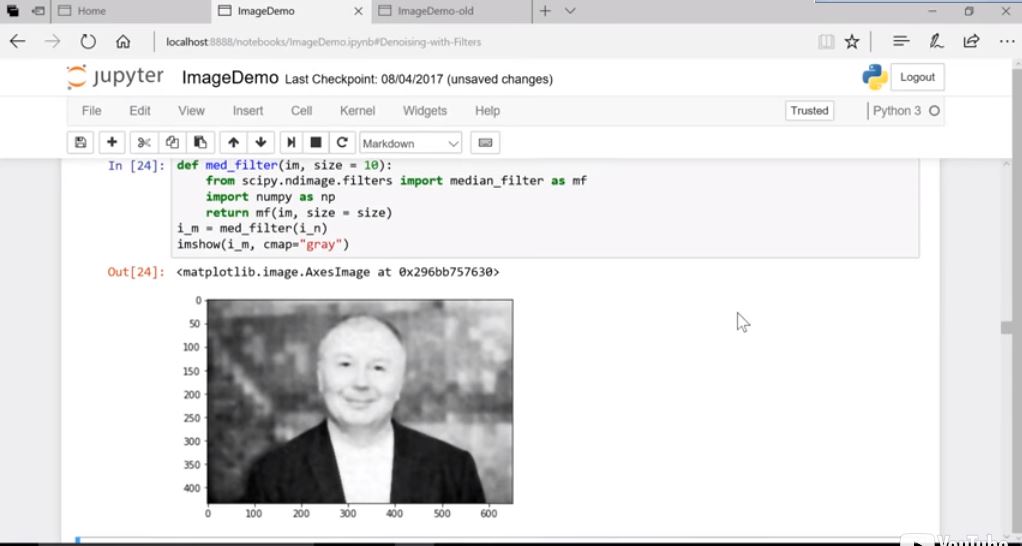 Home
ImageDemo
ImageDemo-old
localhost:8888/notebooks/ImageDemo.ipynb#Denoising-with-Filters
jupyter ImageDemo Last Checkpoint: 08/04/2017 (unsaved changes)
Logout
File Edit View Insert Cell Kernel Widgets Help
Trusted
Python 3
Markdown
In [24]: def med_filter(im, size = 10):
from scipy.ndimage.filters import median_filter as mf
import numpy as np
return mf(im, size = size)
i_m = med_filter(i_n)
imshow(i_m, cmap="gray")
Out[24]: <matplotlib.image.AxesImage at 0x296bb757630>
0
50
100
150
200
250
300
350
400
0 100 200 300 400 500 600
YouTube